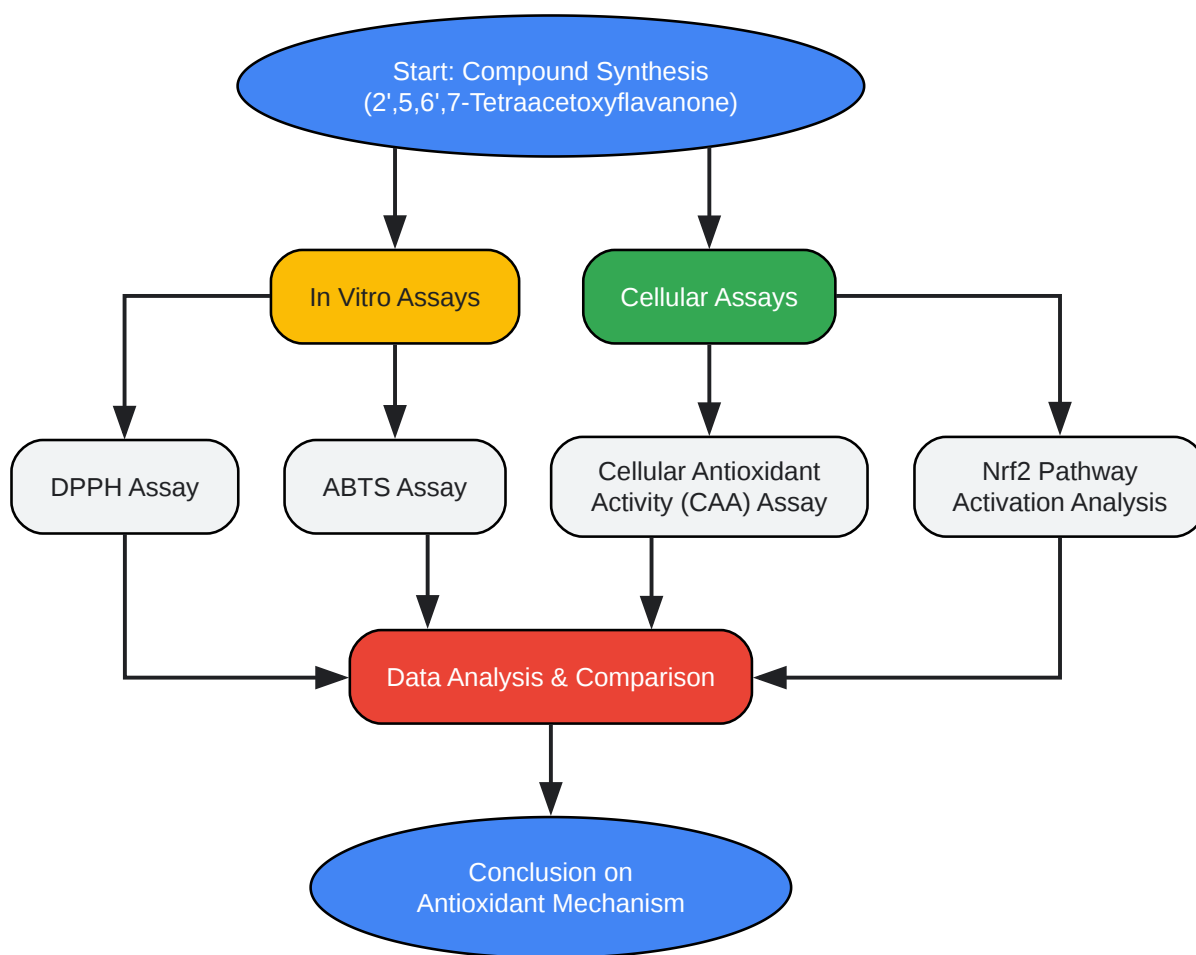 Start: Compound Synthesis
(2',5,6',7-Tetraacetoxyflavanone)
In Vitro Assays
Cellular Assays
DPPH Assay
ABTS Assay
Cellular Antioxidant
Activity (CAA) Assay
Nrf2 Pathway
Activation Analysis
Data Analysis & Comparison
Conclusion on
Antioxidant Mechanism